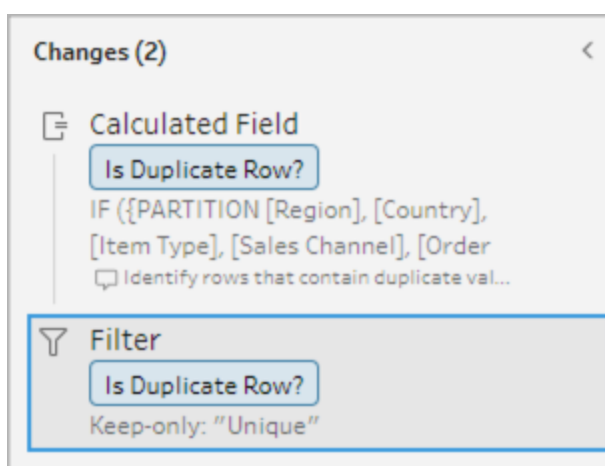 Changes (2)
Calculated Field
Is Duplicate Row?
IF ({PARTITION [Region], [Country],
[Item Type], [Sales Channel], [Order
Identify rows that contain duplicate val...
Filter
Is Duplicate Row?
Keep-only: "Unique"